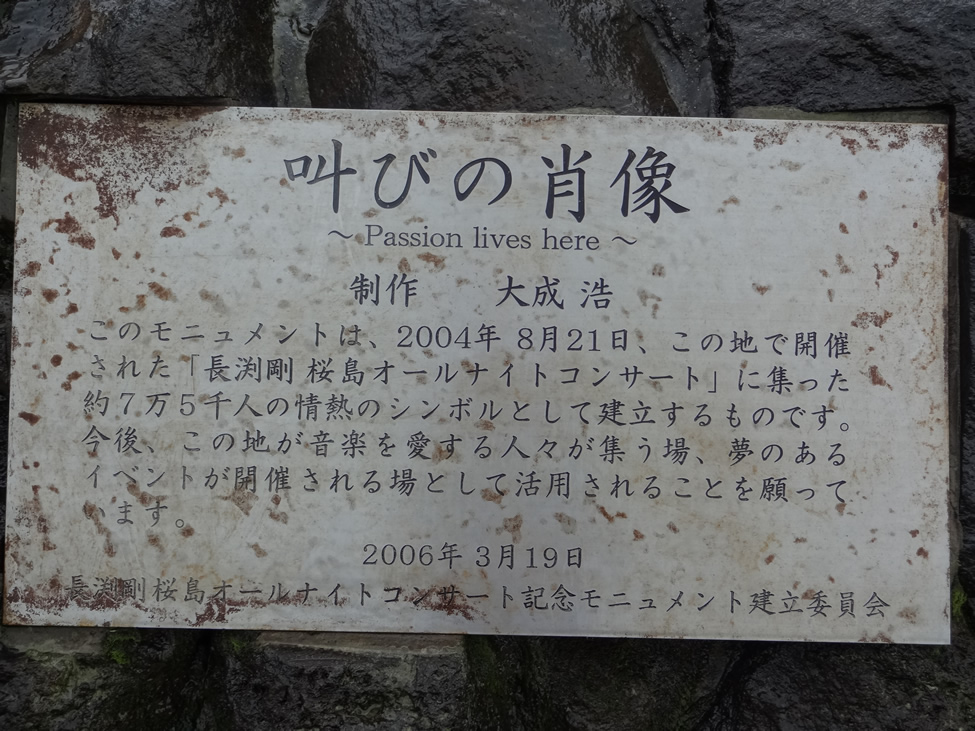 叫びの肖像
～ Passion lives here ～
制作　　大成 浩
このモニュメントは、2004年 8月21日、この地で開催
された「長渕剛 桜島オールナイトコンサート」に集った
約７万５千人の情熱のシンボルとして建立するものです。
今後、この地が音楽を愛する人々が集う場、夢のある
イベントが開催される場として活用されることを願って
います。
2006年 3月19日
長渕剛 桜島オールナイトコンサート記念モニュメント建立委員会